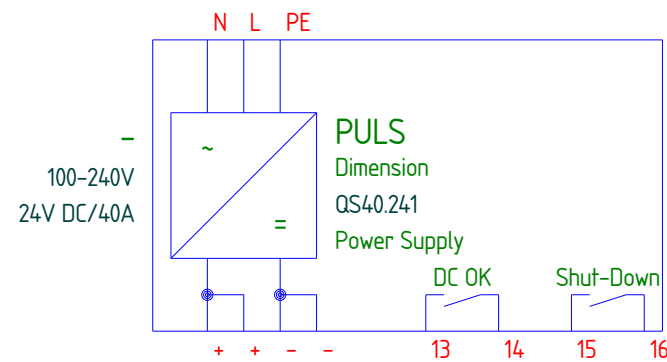 N L PE
–
100-240V
24V DC/40A
~
=
PULS
Dimension
QS40.241
Power Supply
DC OK Shut-Down
+ + – – 13 14 15 16